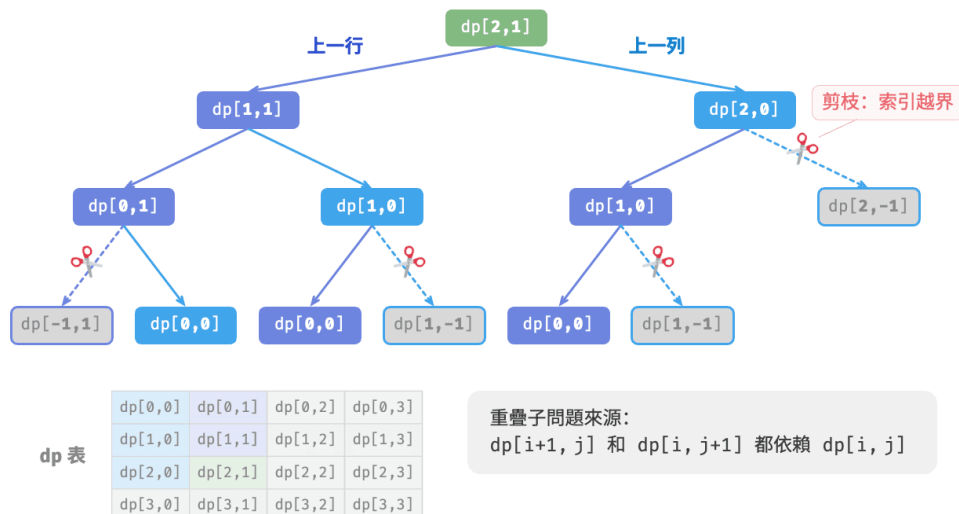 dp[2,1]
上一行
上一列
dp[1,1]
dp[2,0]
剪枝：索引越界
dp[0,1]
dp[1,0]
dp[1,0]
dp[2,-1]
dp[-1,1]
dp[0,0]
dp[0,0]
dp[1,-1]
dp[0,0]
dp[1,-1]
dp 表
dp[0,0] dp[0,1] dp[0,2] dp[0,3]
dp[1,0] dp[1,1] dp[1,2] dp[1,3]
dp[2,0] dp[2,1] dp[2,2] dp[2,3]
dp[3,0] dp[3,1] dp[3,2] dp[3,3]
重疊子問題來源：
dp[i+1, j] 和 dp[i, j+1] 都依賴 dp[i, j]